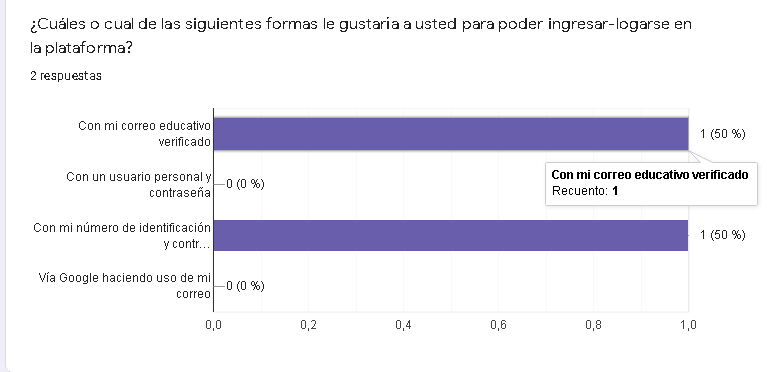 ¿Cuáles o cual de las siguientes formas le gustaría a usted para poder ingresar-logarse en
la plataforma?
2 respuestas
Con mi correo educativo
verificado
1 (50 %)
Con mi correo educativo verificado
Recuento: 1
Con un usuario personal y
contraseña
0 (0 %)
Con mi número de identificación
y contr...
1 (50 %)
Vía Google haciendo uso de mi
correo
0 (0 %)
0,0 0,2 0,4 0,6 0,8 1,0